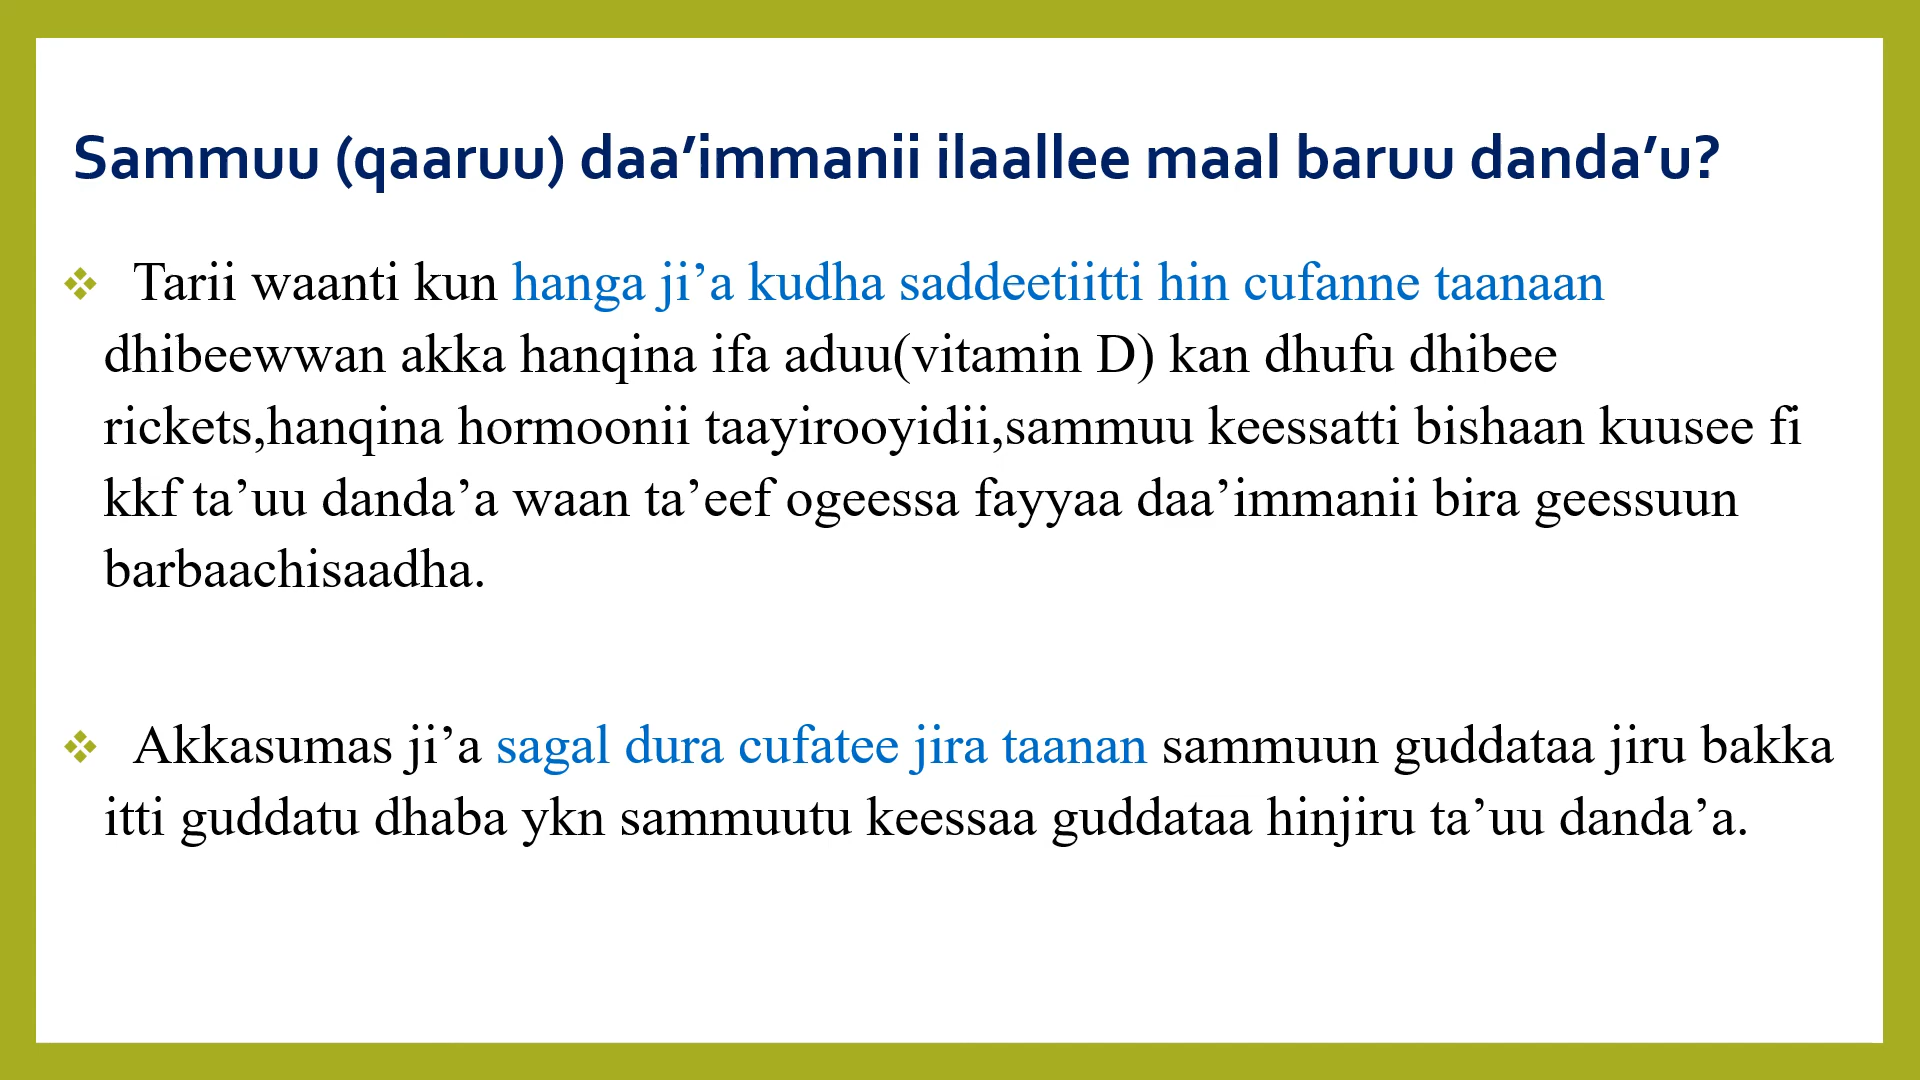 Sammuu (qaaruu) daa’immanii ilaallee maal baruu danda’u?
❖ Tarii waanti kun hanga ji’a kudha saddeetiitti hin cufanne taanaan
dhibeewwan akka hanqina ifa aduu(vitamin D) kan dhufu dhibee
rickets,hanqina hormoonii taayirooyidii,sammuu keessatti bishaan kuusee fi
kkf ta’uu danda’a waan ta’eef ogeessa fayyaa daa’immanii bira geessuun
barbaachisaadha.
❖ Akkasumas ji’a sagal dura cufatee jira taanan sammuun guddataa jiru bakka
itti guddatu dhaba ykn sammuutu keessaa guddataa hinjiru ta’uu danda’a.